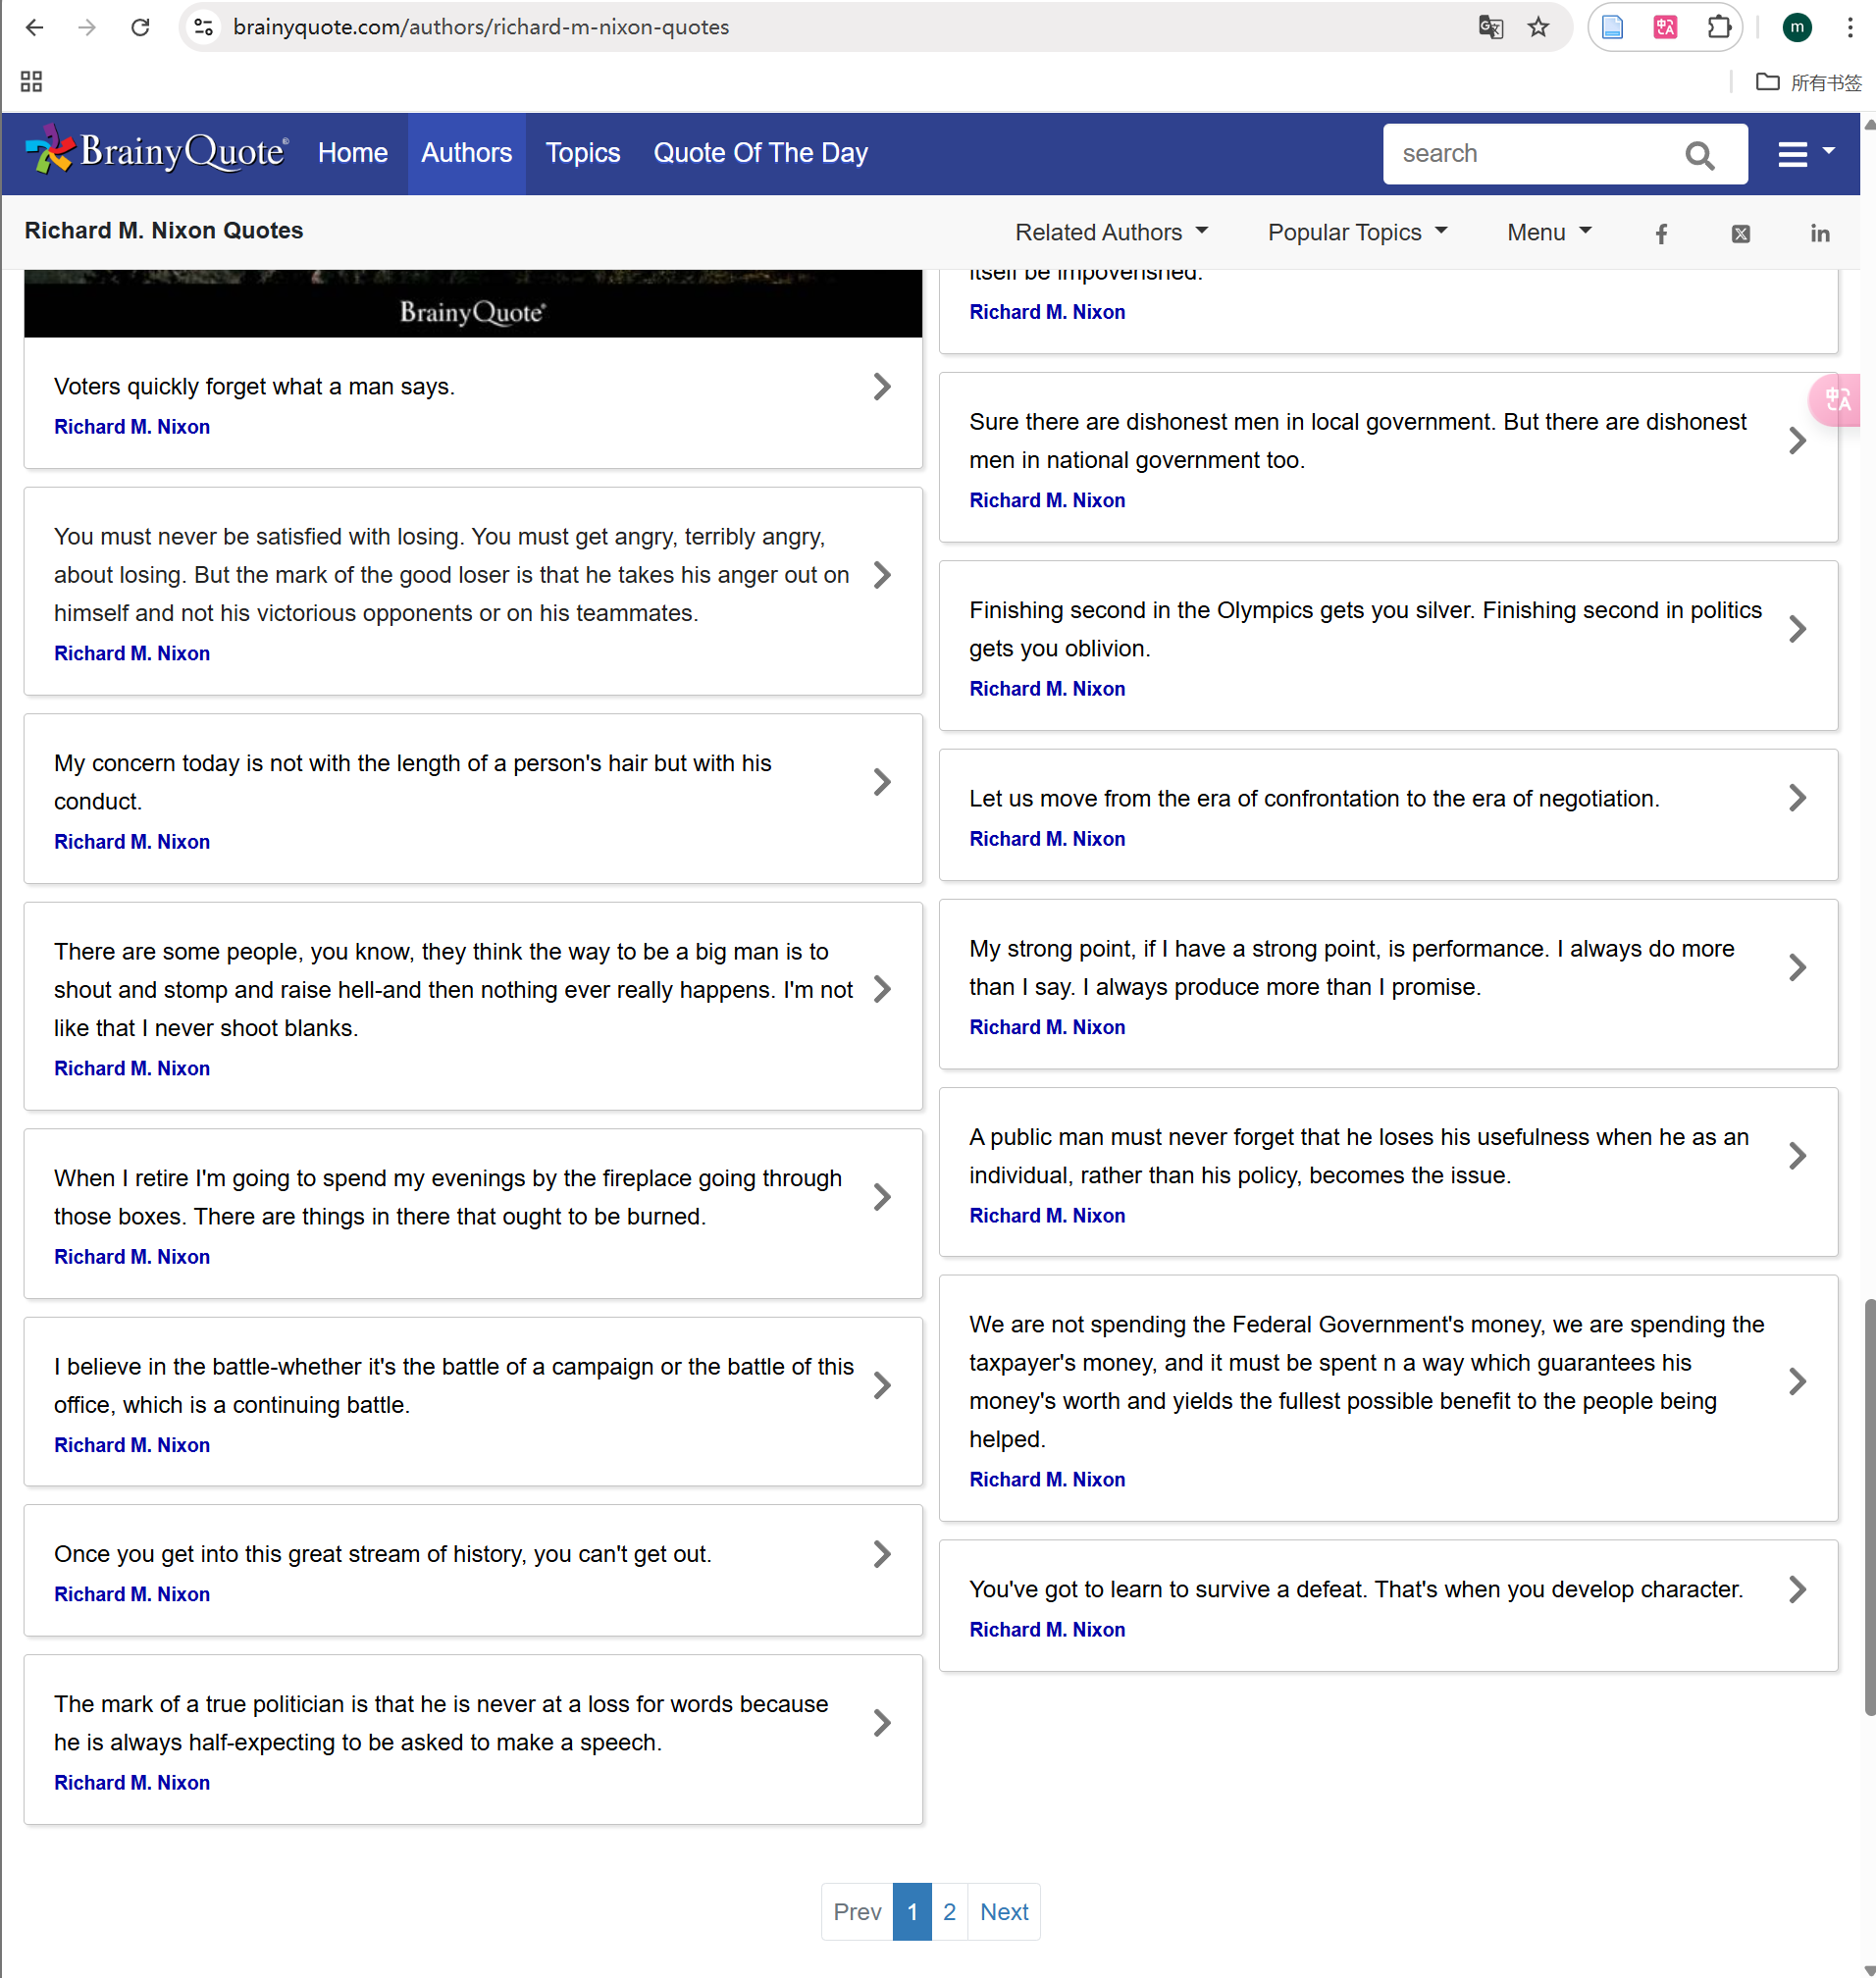 brainyquote.com/authors/richard-m-nixon-quotes
m
所有书签
BrainyQuote
Home
Authors
Topics
Quote Of The Day
search
Richard M. Nixon Quotes
Related Authors
Popular Topics
Menu
BrainyQuote
Voters quickly forget what a man says.
Richard M. Nixon
You must never be satisfied with losing. You must get angry, terribly angry,
about losing. But the mark of the good loser is that he takes his anger out on
himself and not his victorious opponents or on his teammates.
Richard M. Nixon
My concern today is not with the length of a person's hair but with his
conduct.
Richard M. Nixon
There are some people, you know, they think the way to be a big man is to
shout and stomp and raise hell-and then nothing ever really happens. I'm not
like that I never shoot blanks.
Richard M. Nixon
When I retire I'm going to spend my evenings by the fireplace going through
those boxes. There are things in there that ought to be burned.
Richard M. Nixon
I believe in the battle-whether it's the battle of a campaign or the battle of this
office, which is a continuing battle.
Richard M. Nixon
Once you get into this great stream of history, you can't get out.
Richard M. Nixon
The mark of a true politician is that he is never at a loss for words because
he is always half-expecting to be asked to make a speech.
Richard M. Nixon
itself be impoverished.
Richard M. Nixon
Sure there are dishonest men in local government. But there are dishonest
men in national government too.
Richard M. Nixon
Finishing second in the Olympics gets you silver. Finishing second in politics
gets you oblivion.
Richard M. Nixon
Let us move from the era of confrontation to the era of negotiation.
Richard M. Nixon
My strong point, if I have a strong point, is performance. I always do more
than I say. I always produce more than I promise.
Richard M. Nixon
A public man must never forget that he loses his usefulness when he as an
individual, rather than his policy, becomes the issue.
Richard M. Nixon
We are not spending the Federal Government's money, we are spending the
taxpayer's money, and it must be spent n a way which guarantees his
money's worth and yields the fullest possible benefit to the people being
helped.
Richard M. Nixon
You've got to learn to survive a defeat. That's when you develop character.
Richard M. Nixon
Prev 1 2 Next